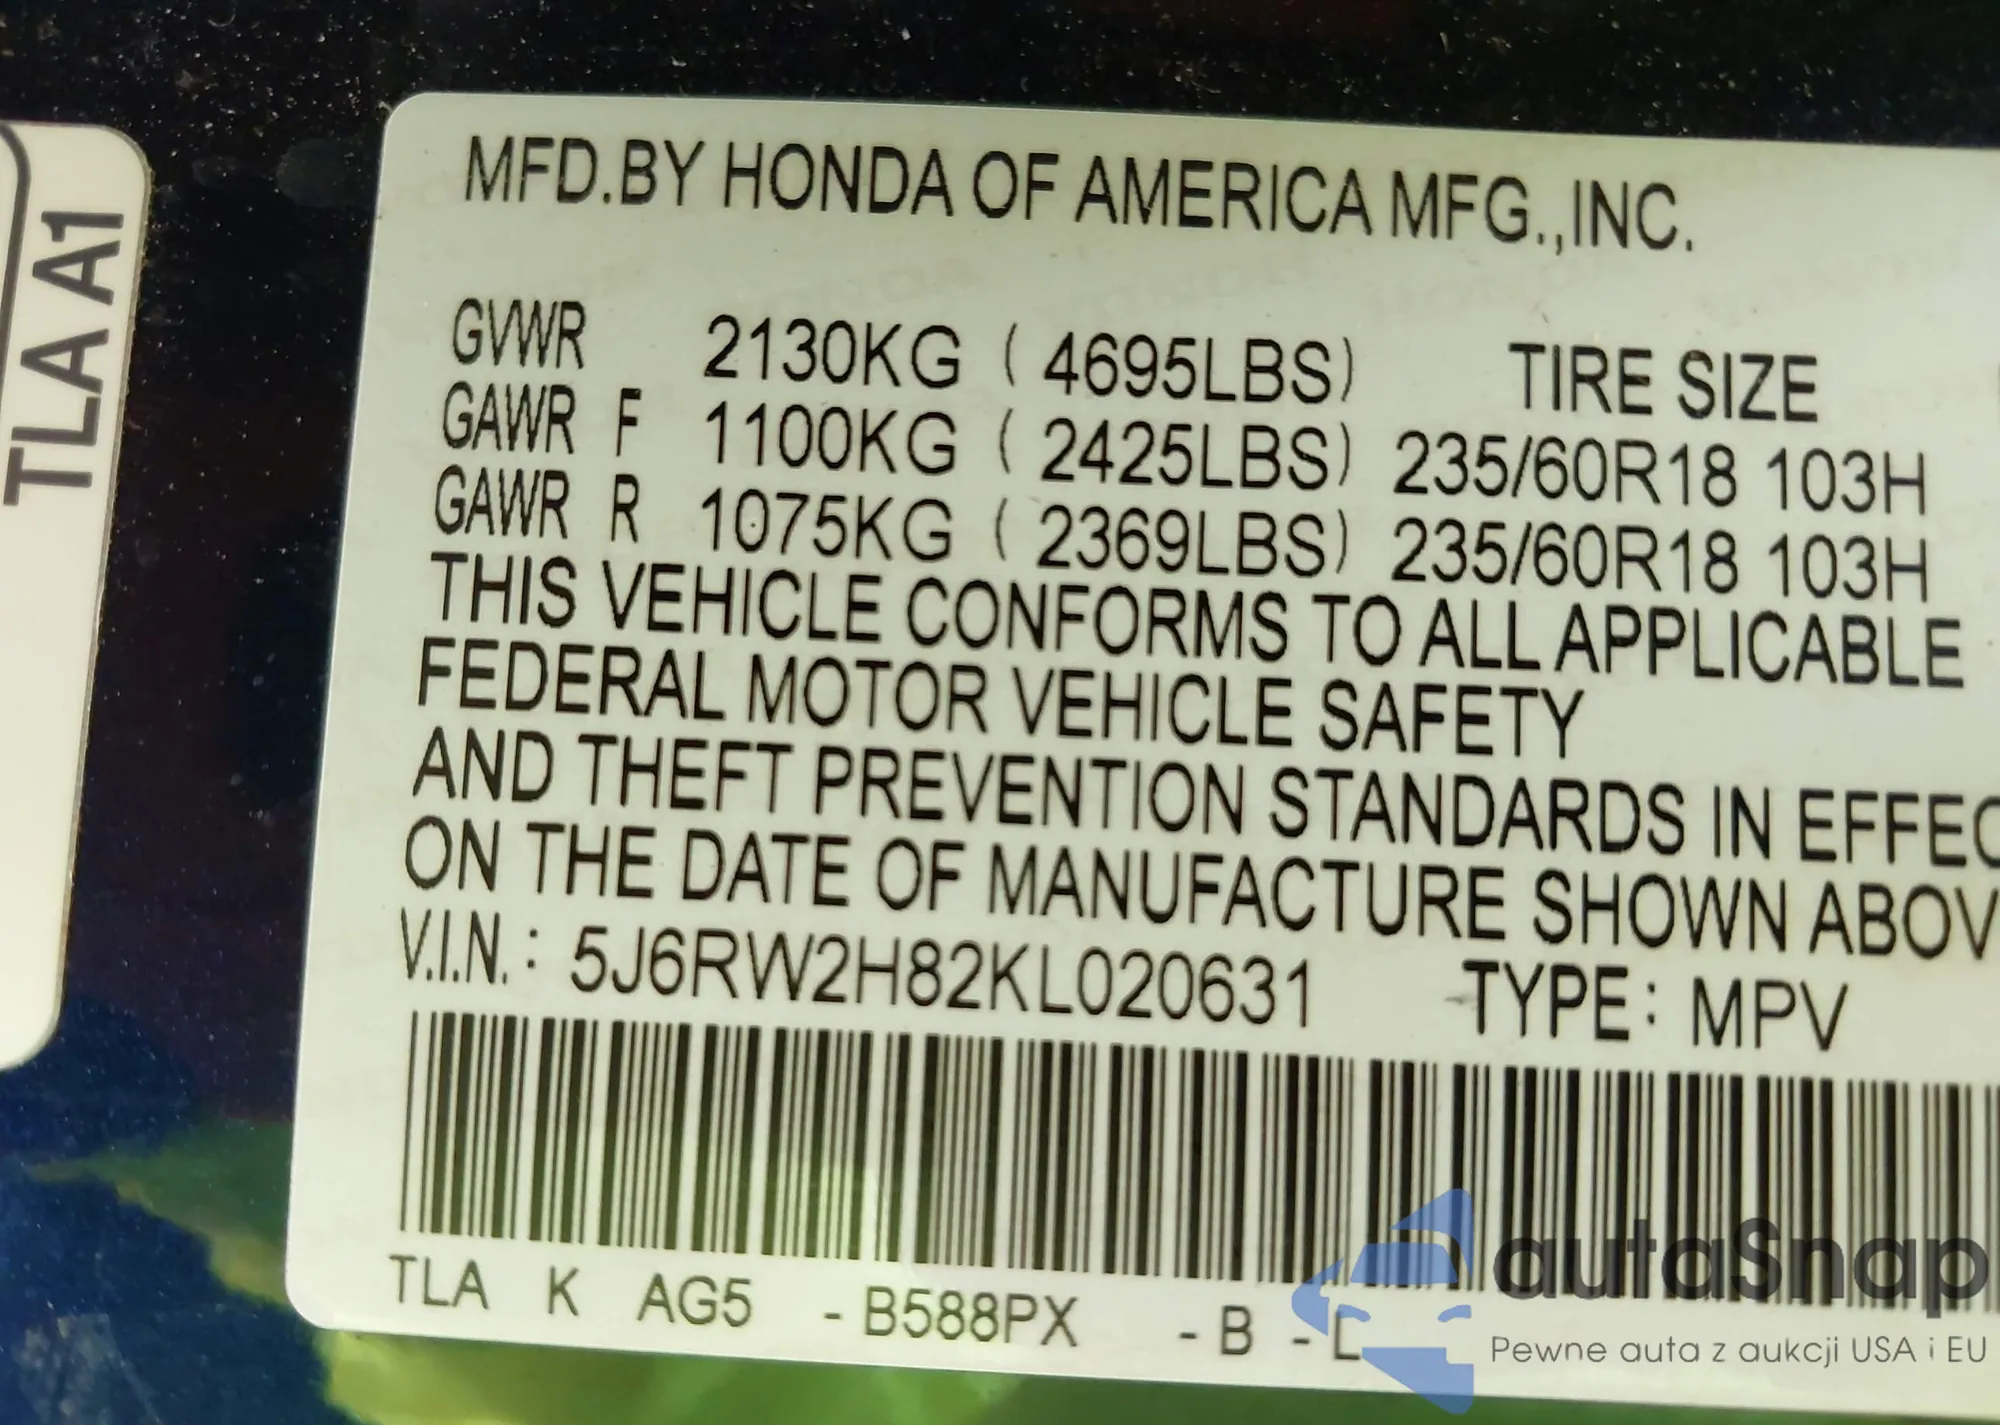 TLA A1
MFD.BY HONDA OF AMERICA MFG.,INC.
GVWR 2130KG ( 4695LBS) TIRE SIZE
GAWR F 1100KG ( 2425LBS) 235/60R18 103H
GAWR R 1075KG ( 2369LBS) 235/60R18 103H
THIS VEHICLE CONFORMS TO ALL APPLICABLE
FEDERAL MOTOR VEHICLE SAFETY
AND THEFT PREVENTION STANDARDS IN EFFEC
ON THE DATE OF MANUFACTURE SHOWN ABOV
V.I.N.: 5J6RW2H82KL020631 TYPE: MPV
TLA K AG5 -B588PX -B -
autaSnap
Pewne auta z aukcji USA i EU